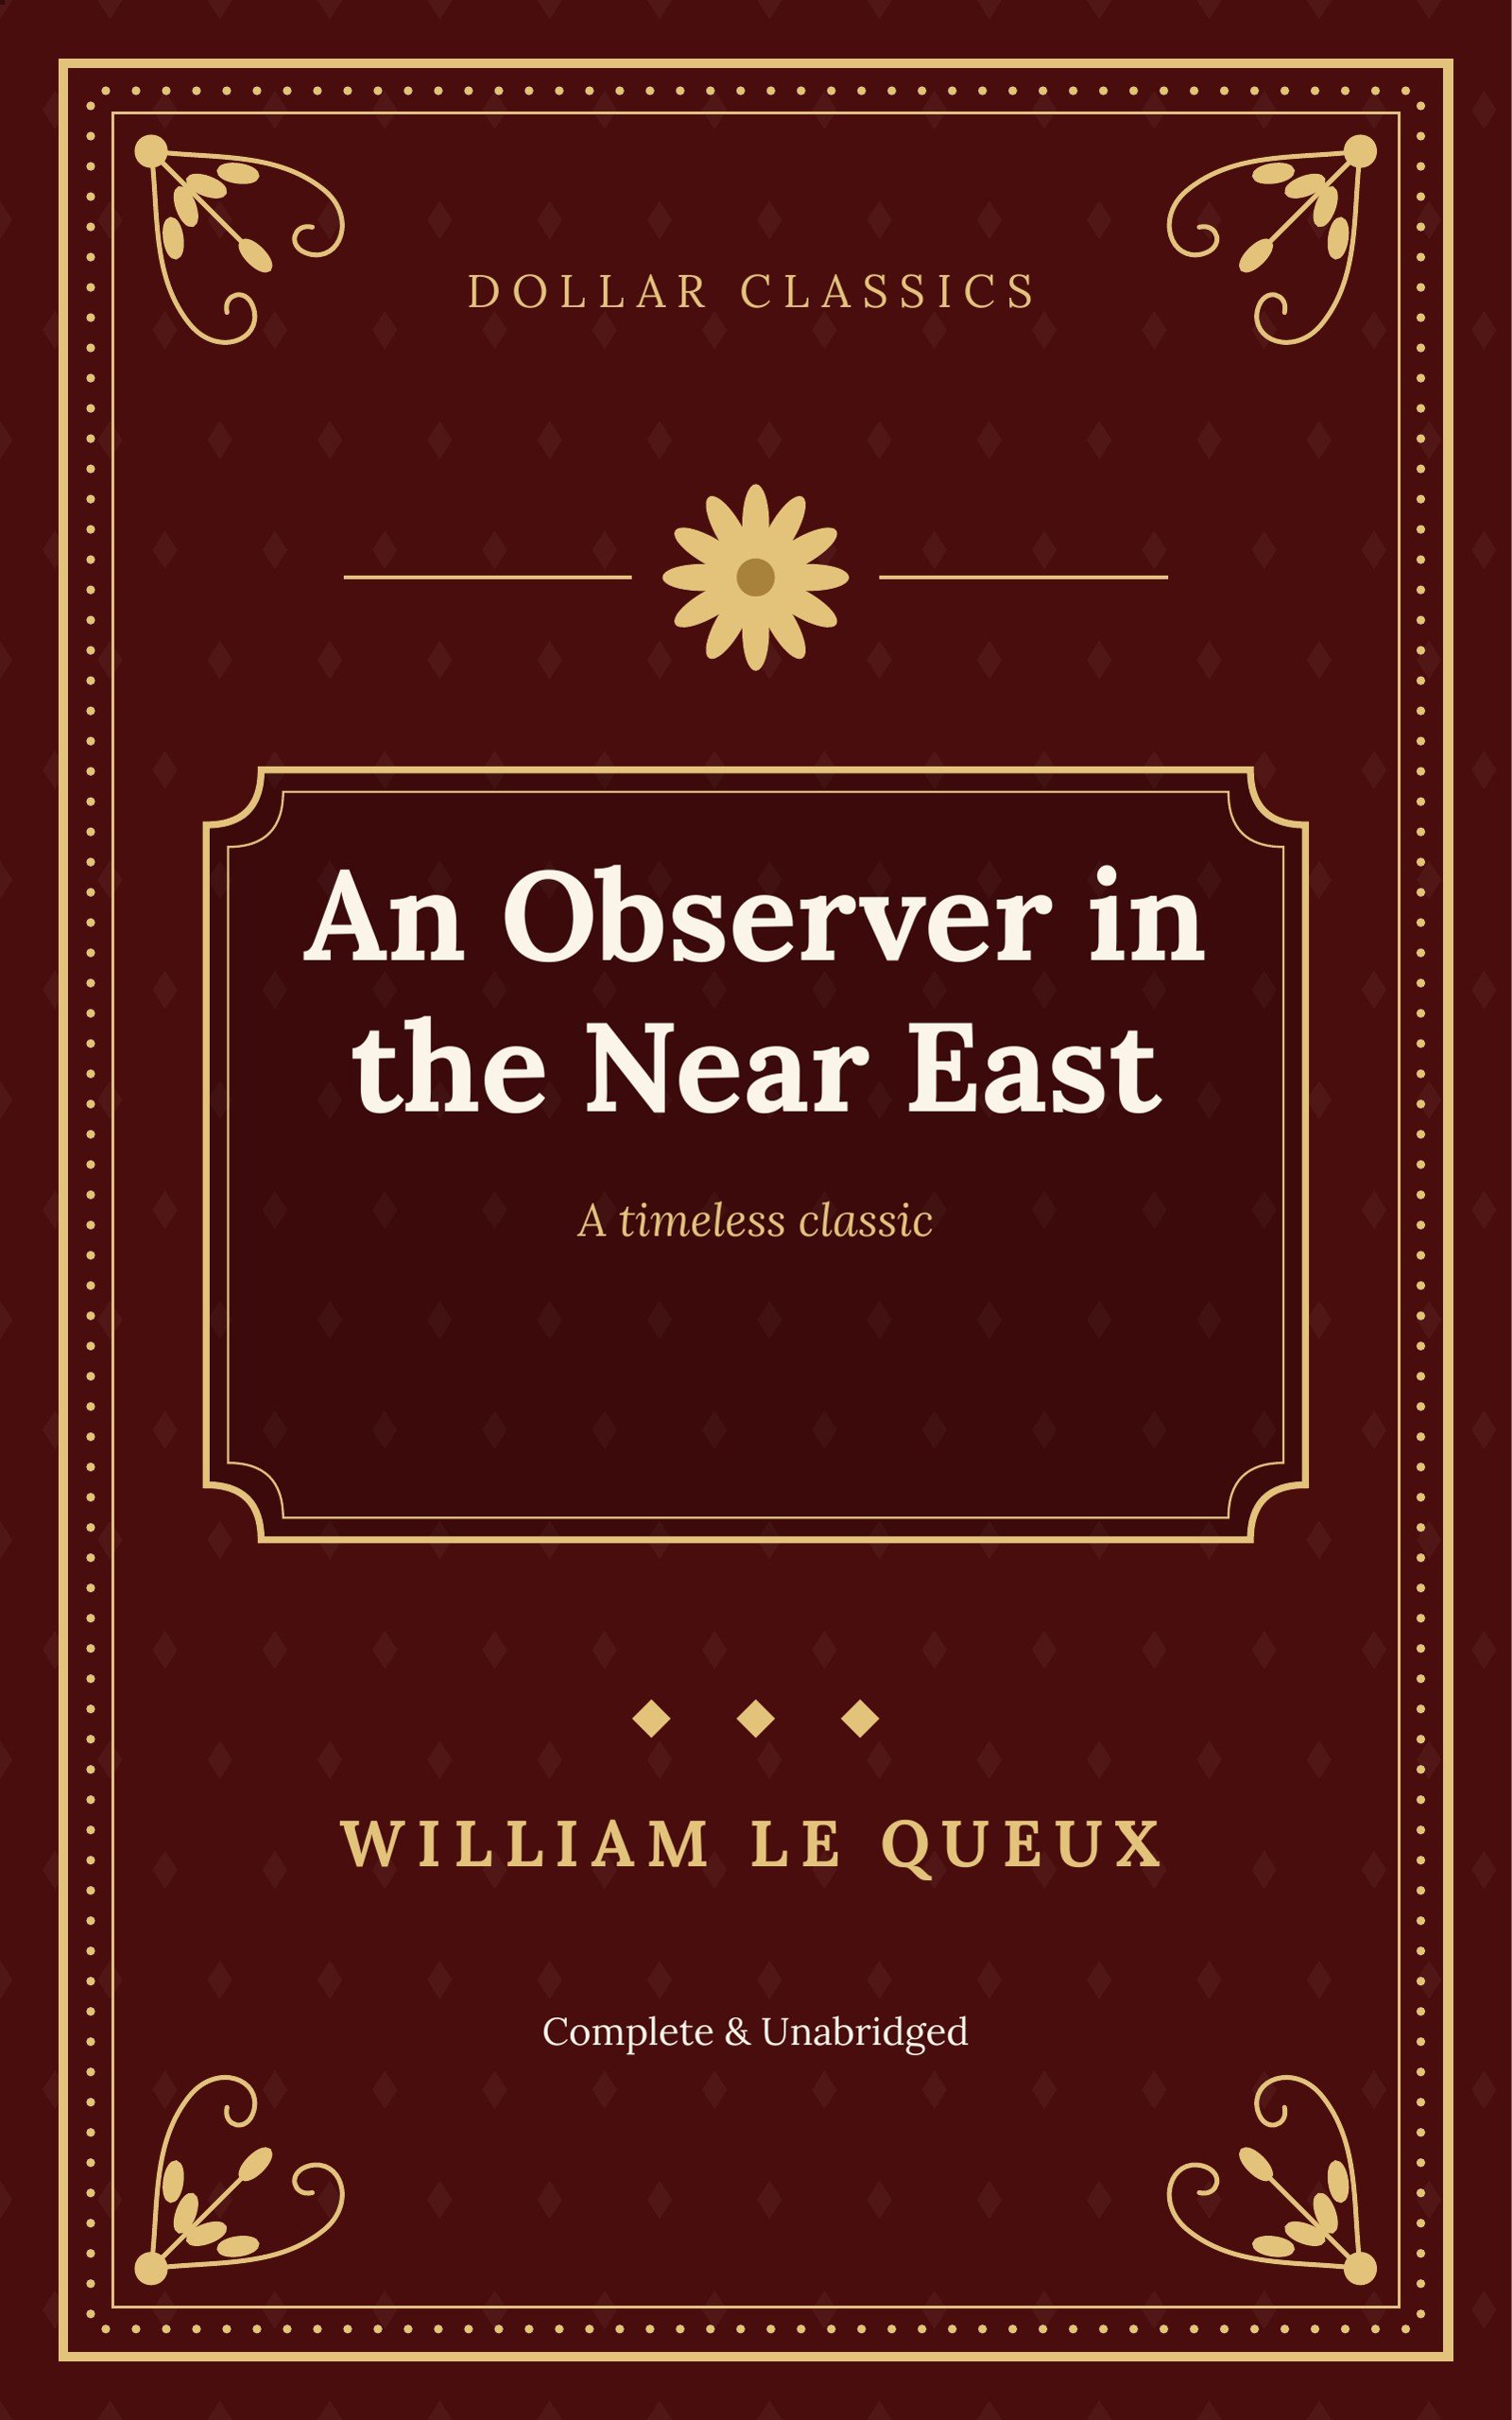 DOLLAR CLASSICS
An Observer in
the Near East
A timeless classic
WILLIAM LE QUEUX
Complete & Unabridged